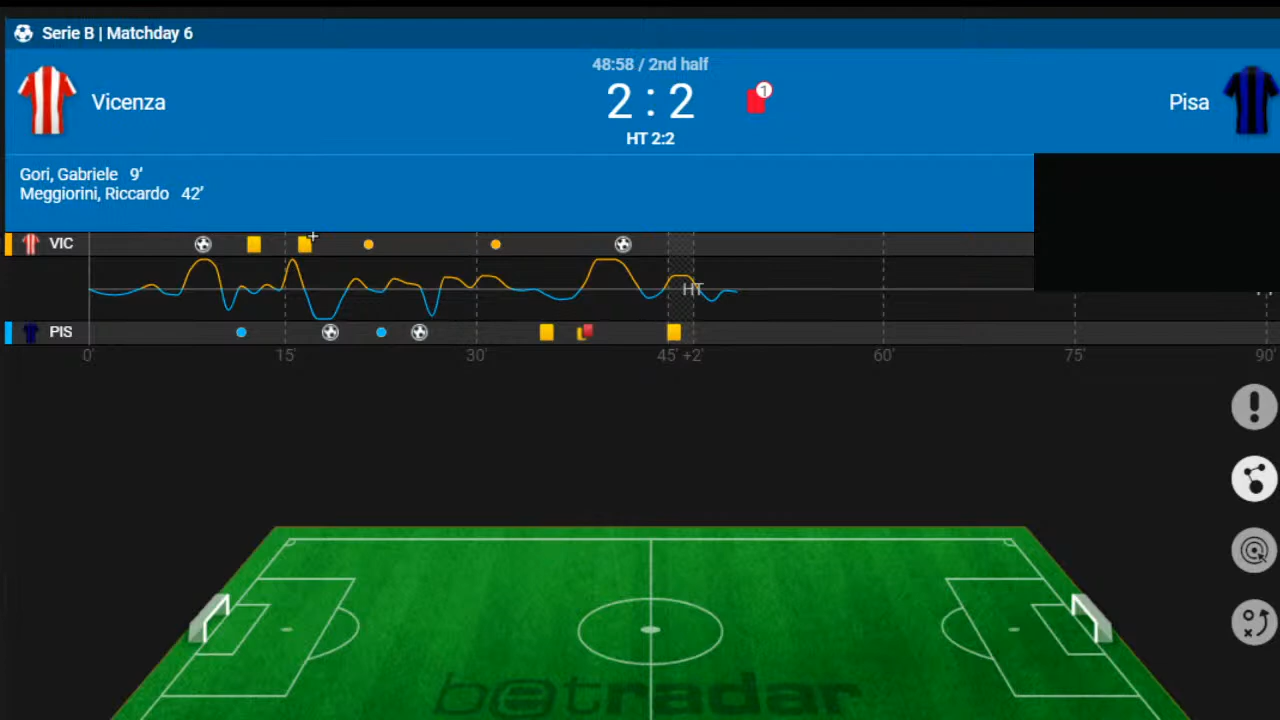 Serie B | Matchday 6
48:58 / 2nd half
Vicenza
2 : 2
1
Pisa
HT 2:2
Gori, Gabriele 9'
Meggiorini, Riccardo 42'
VIC
HT
PIS
0' 15' 30' 45' +2' 60' 75' 90'
betradar